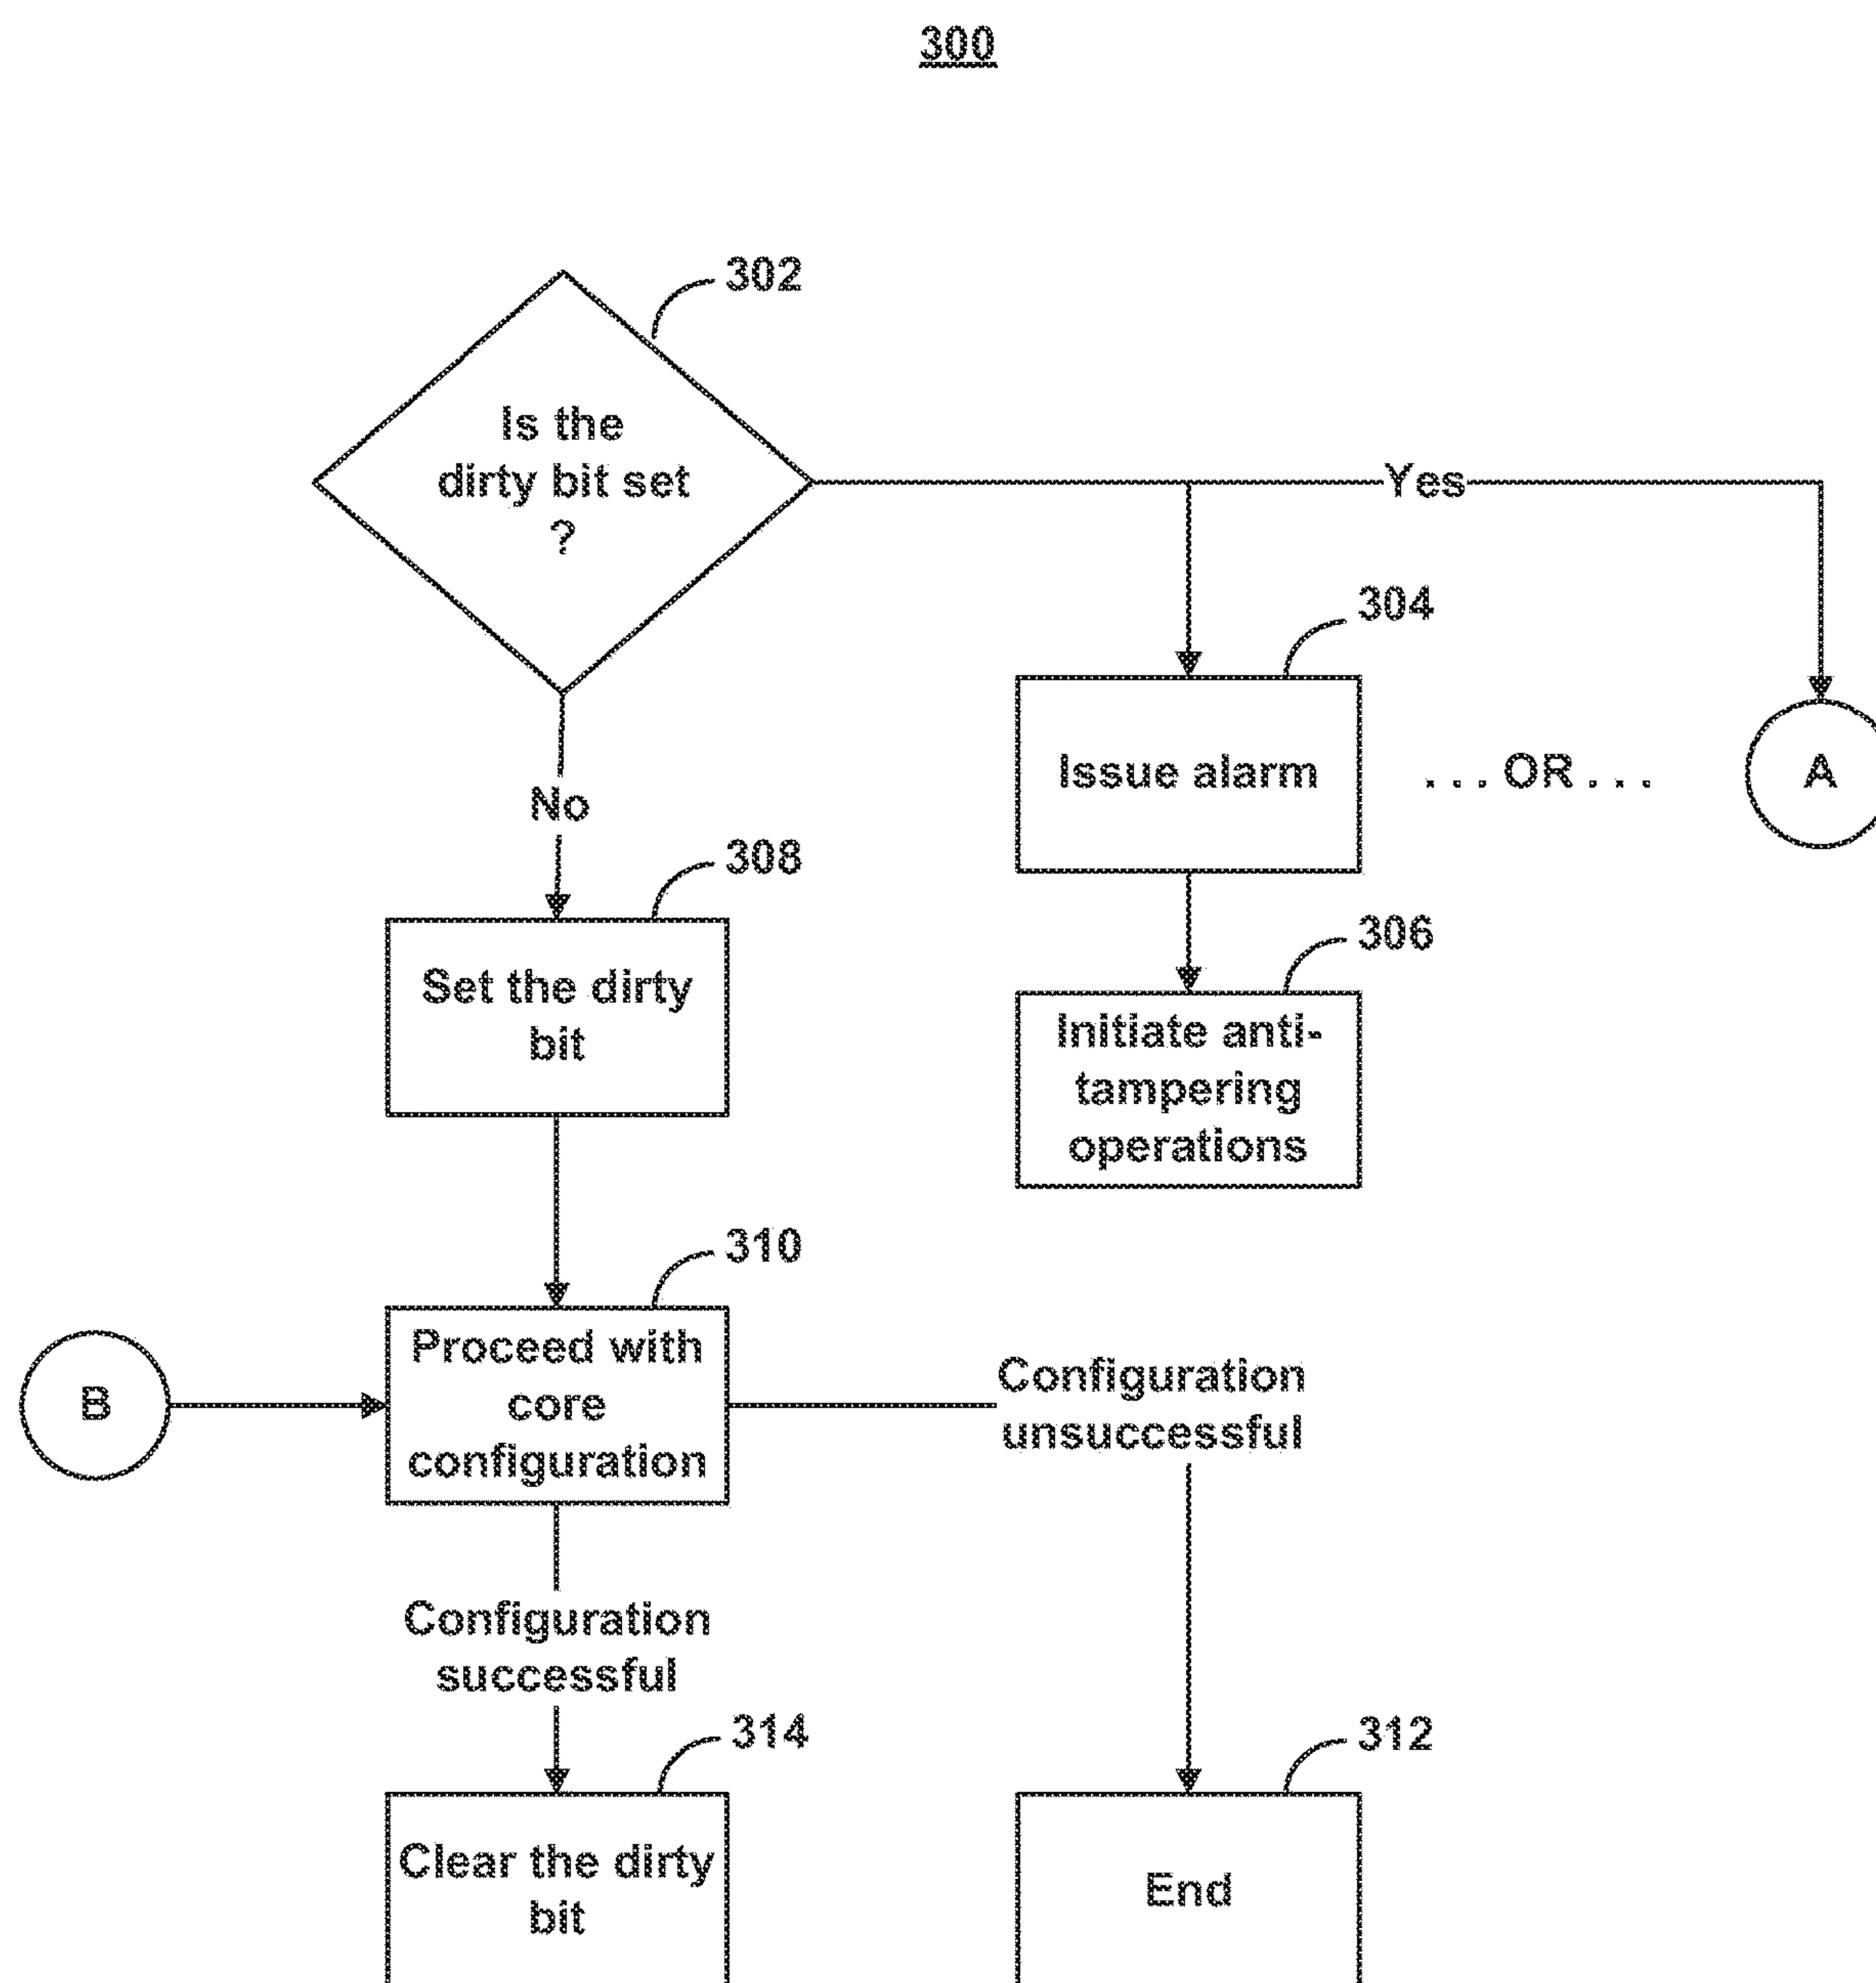 300
302
Is the
dirty bit set
?
Yes
304
Issue alarm
. . . OR . . .
A
No
308
Set the dirty
bit
306
Initiate anti-
tampering
operations
310
B
Proceed with
core
configuration
Configuration
unsuccessful
Configuration
successful
314
Clear the dirty
bit
312
End